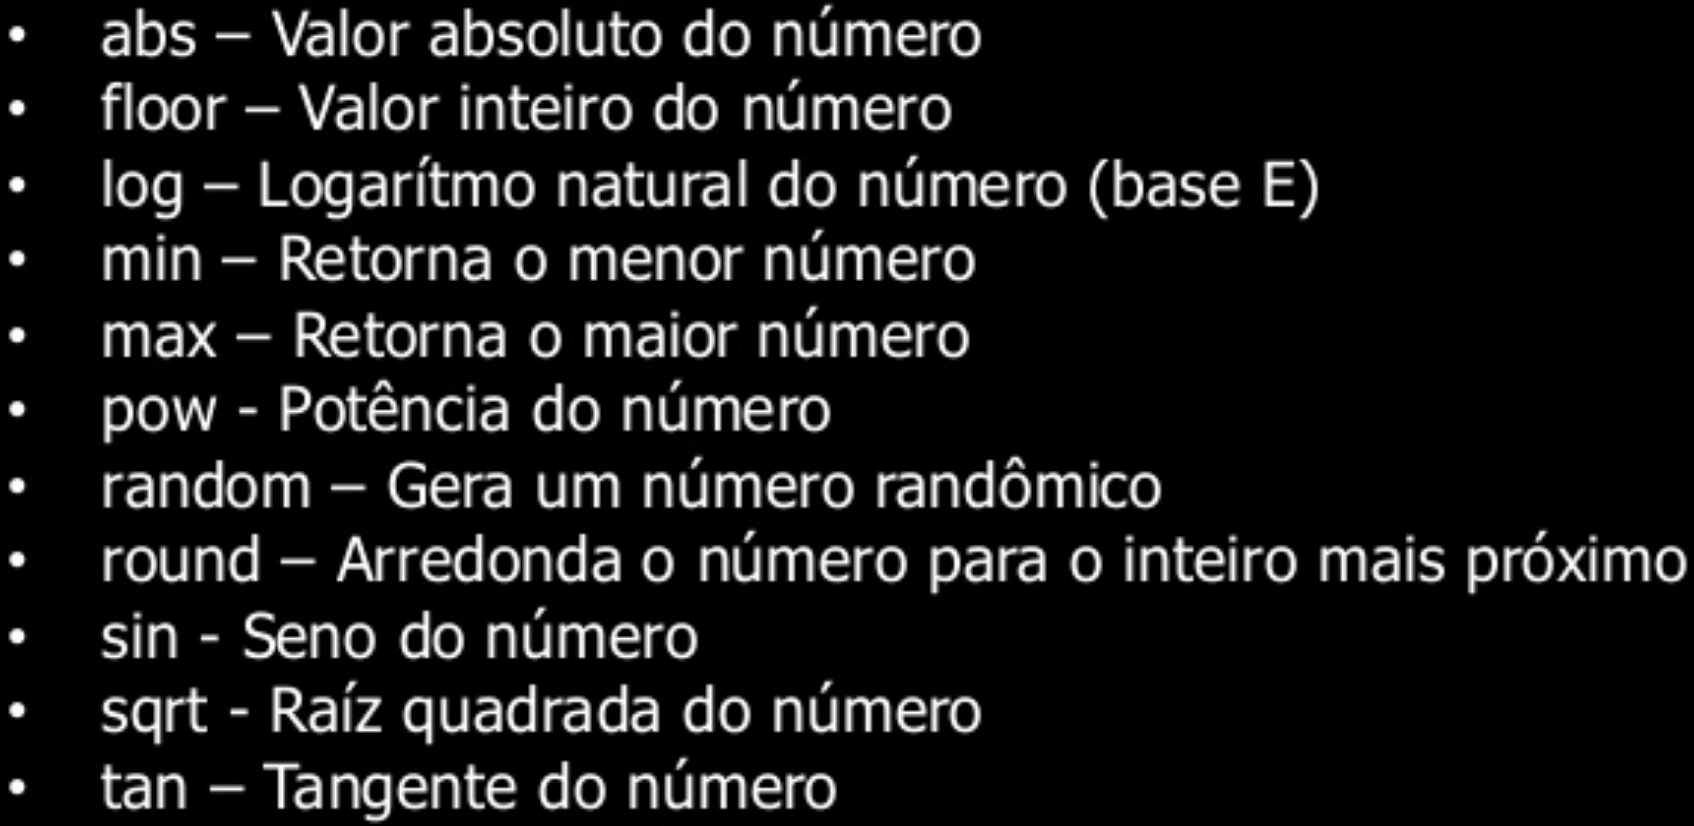 • abs – Valor absoluto do número
• floor – Valor inteiro do número
• log – Logarítmo natural do número (base E)
• min – Retorna o menor número
• max – Retorna o maior número
• pow - Potência do número
• random – Gera um número randômico
• round – Arredonda o número para o inteiro mais próximo
• sin - Seno do número
• sqrt - Raíz quadrada do número
• tan – Tangente do número